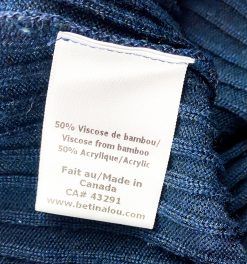 50% Viscose de bambou/
Viscose from bamboo
50% Acrylique/Acrylic
Fait au/Made in
Canada
CA# 43291
www.betinalou.com